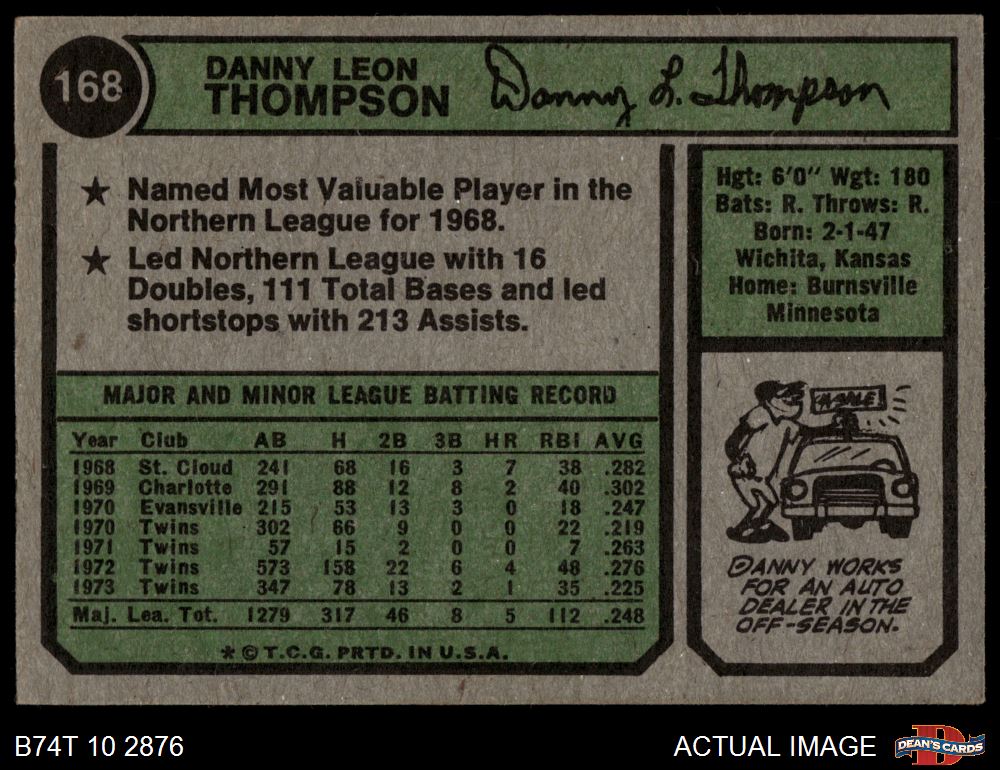 168
DANNY LEON
THOMPSON
Danny L. Thompson
★ Named Most Valuable Player in the
Northern League for 1968.
★ Led Northern League with 16
Doubles, 111 Total Bases and led
shortstops with 213 Assists.
Hgt: 6'0" Wgt: 180
Bats: R. Throws: R.
Born: 2-1-47
Wichita, Kansas
Home: Burnsville
Minnesota
MAJOR AND MINOR LEAGUE BATTING RECORD
Year Club AB H 2B 3B HR RBI AVG
1968 St. Cloud 241 68 16 3 7 38 .282
1969 Charlotte 291 88 12 8 2 40 .302
1970 Evansville 215 53 13 3 0 18 .247
1970 Twins 302 66 9 0 0 22 .219
1971 Twins 57 15 2 0 0 7 .263
1972 Twins 573 158 22 6 4 48 .276
1973 Twins 347 78 13 2 1 35 .225
Maj. Lea. Tot. 1279 317 46 8 5 112 .248
* © T.C.G. PRTD. IN U.S.A.
DANNY WORKS
FOR AN AUTO
DEALER IN THE
OFF-SEASON.
B74T 10 2876
ACTUAL IMAGE
DEAN'S CARDS